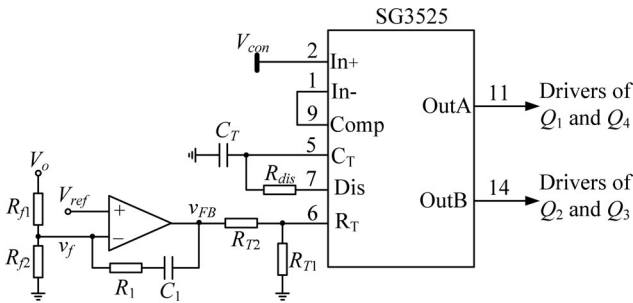 SG3525
V_con
2
In+
1
In-
9
Comp
OutA
11
Drivers of
Q_1 and Q_4
C_T
5
C_T
R_dis
7
Dis
OutB
14
Drivers of
Q_2 and Q_3
V_o
R_f1
V_ref
+
v_FB
6
R_T
R_T2
v_f
−
R_f2
R_1
C_1
R_T1